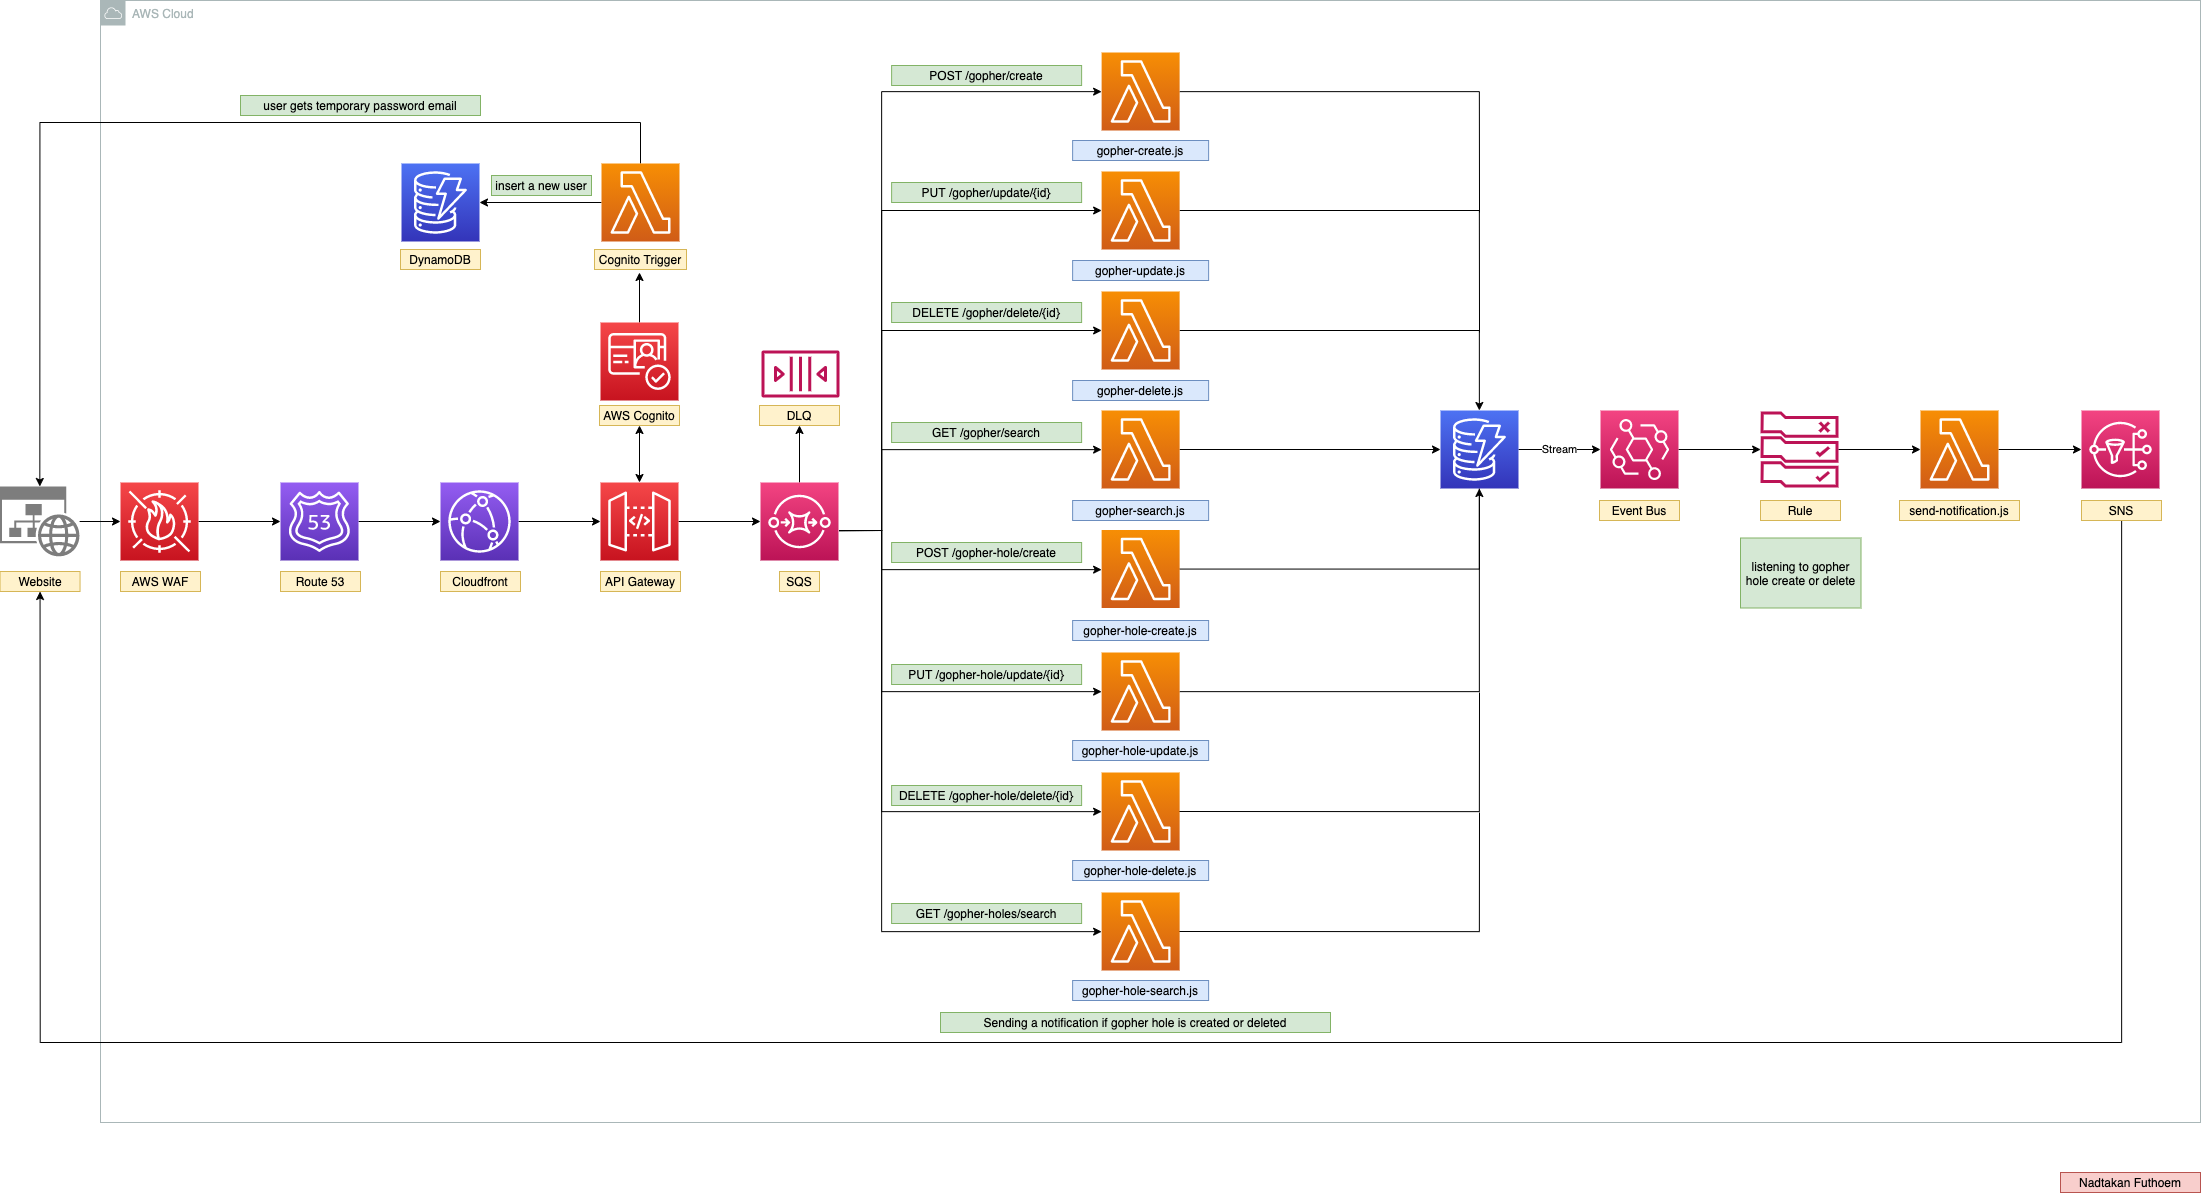 AWS Cloud
POST /gopher/create
user gets temporary password email
gopher-create.js
insert a new user
PUT /gopher/update/{id}
DynamoDB
Cognito Trigger
gopher-update.js
DELETE /gopher/delete/{id}
gopher-delete.js
AWS Cognito
DLQ
GET /gopher/search
Stream
gopher-search.js
Event Bus
Rule
send-notification.js
SNS
53
</>
POST /gopher-hole/create
listening to gopher
hole create or delete
Website
AWS WAF
Route 53
Cloudfront
API Gateway
SQS
gopher-hole-create.js
PUT /gopher-hole/update/{id}
gopher-hole-update.js
DELETE /gopher-hole/delete/{id}
gopher-hole-delete.js
GET /gopher-holes/search
gopher-hole-search.js
Sending a notification if gopher hole is created or deleted
Nadtakan Futhoem